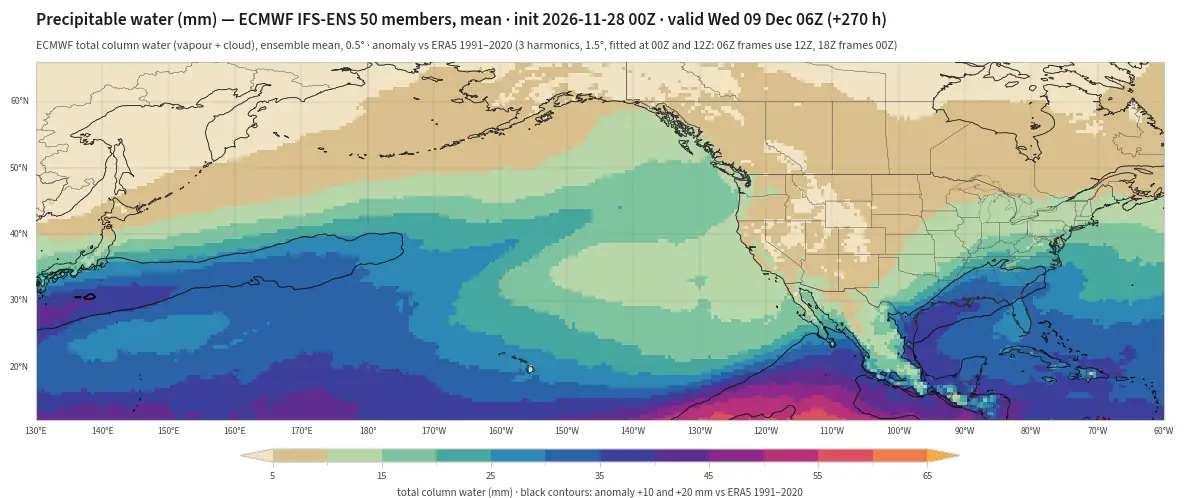 Precipitable water (mm) — ECMWF IFS-ENS 50 members, mean · init 2026-11-28 00Z · valid Wed 09 Dec 06Z (+270 h)
ECMWF total column water (vapour + cloud), ensemble mean, 0.5° · anomaly vs ERA5 1991–2020 (3 harmonics, 1.5°, fitted at 00Z and 12Z: 06Z frames use 12Z, 18Z frames 00Z)
60°N
50°N
40°N
30°N
20°N
130°E 140°E 150°E 160°E 170°E 180° 170°W 160°W 150°W 140°W 130°W 120°W 110°W 100°W 90°W 80°W 70°W 60°W
5 15 25 35 45 55 65
total column water (mm) · black contours: anomaly +10 and +20 mm vs ERA5 1991–2020